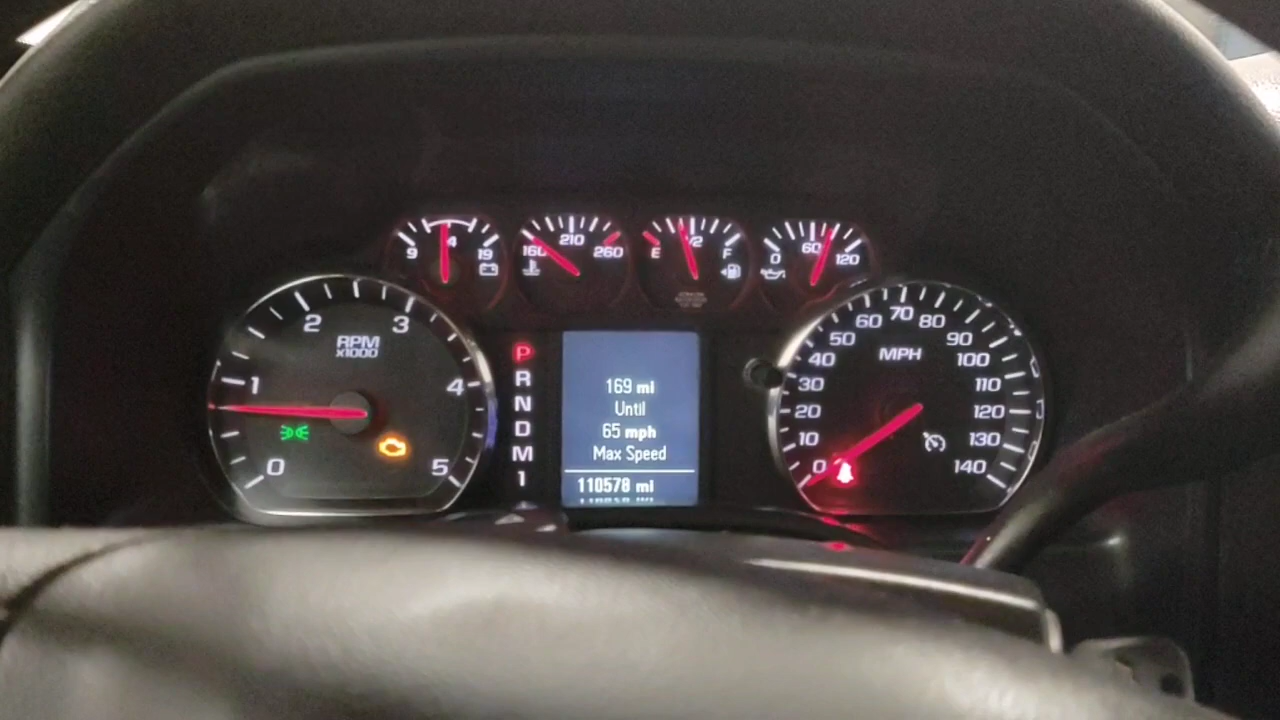 9 14 19
160 210 260
E 1/2 F
0 60 120
0 1 2 3 4 5
RPM
x1000
P
R
N
D
M
1
169 mi
Until
65 mph
Max Speed
110578 mi
0 10 20 30 40 50 60 70 80 90 100 110 120 130 140
MPH